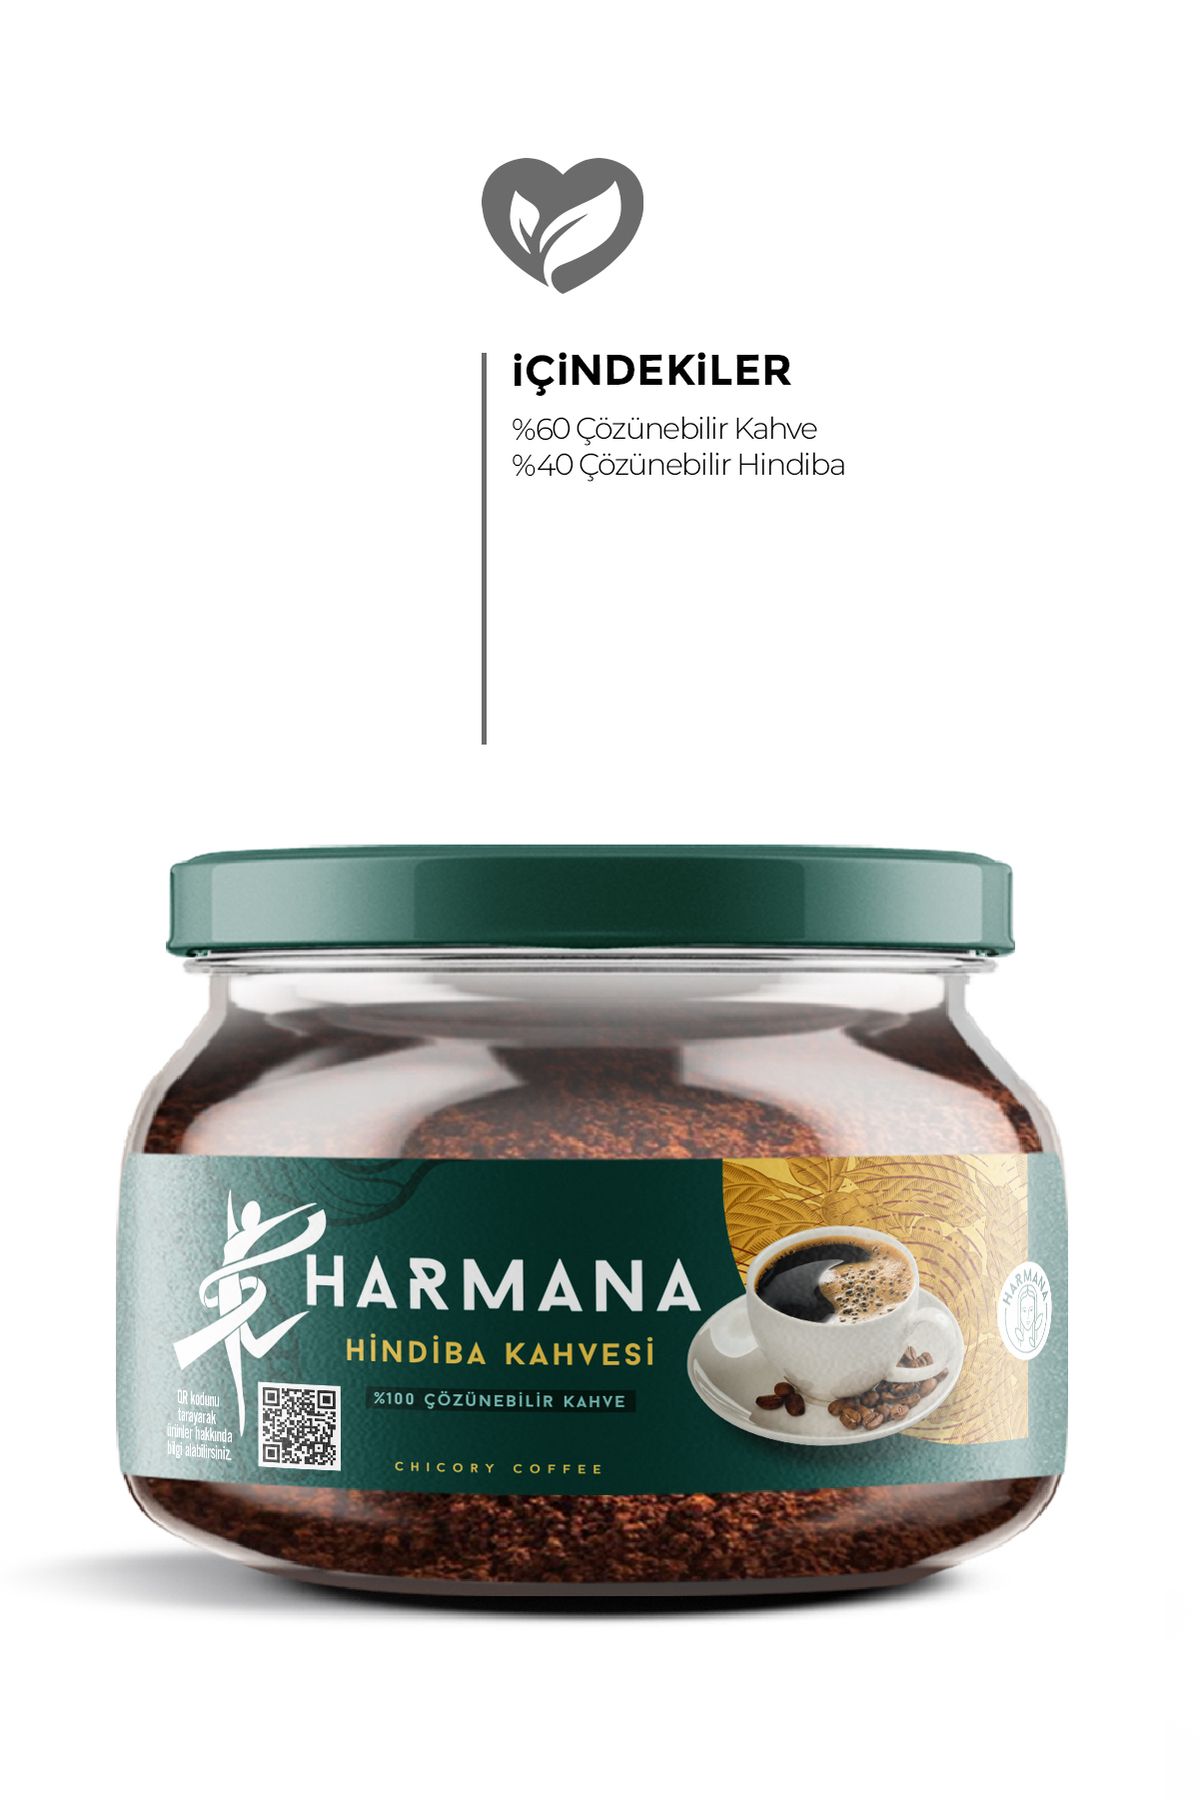 İÇİNDEKİLER
%60 Çözünebilir Kahve
%40 Çözünebilir Hindiba
HARMANA
HİNDİBA KAHVESİ
%100 ÇÖZÜNEBİLİR KAHVE
CHICORY COFFEE
QR kodunu
tarayarak
ürünler hakkında
bilgi alabilirsiniz.
HARMANA